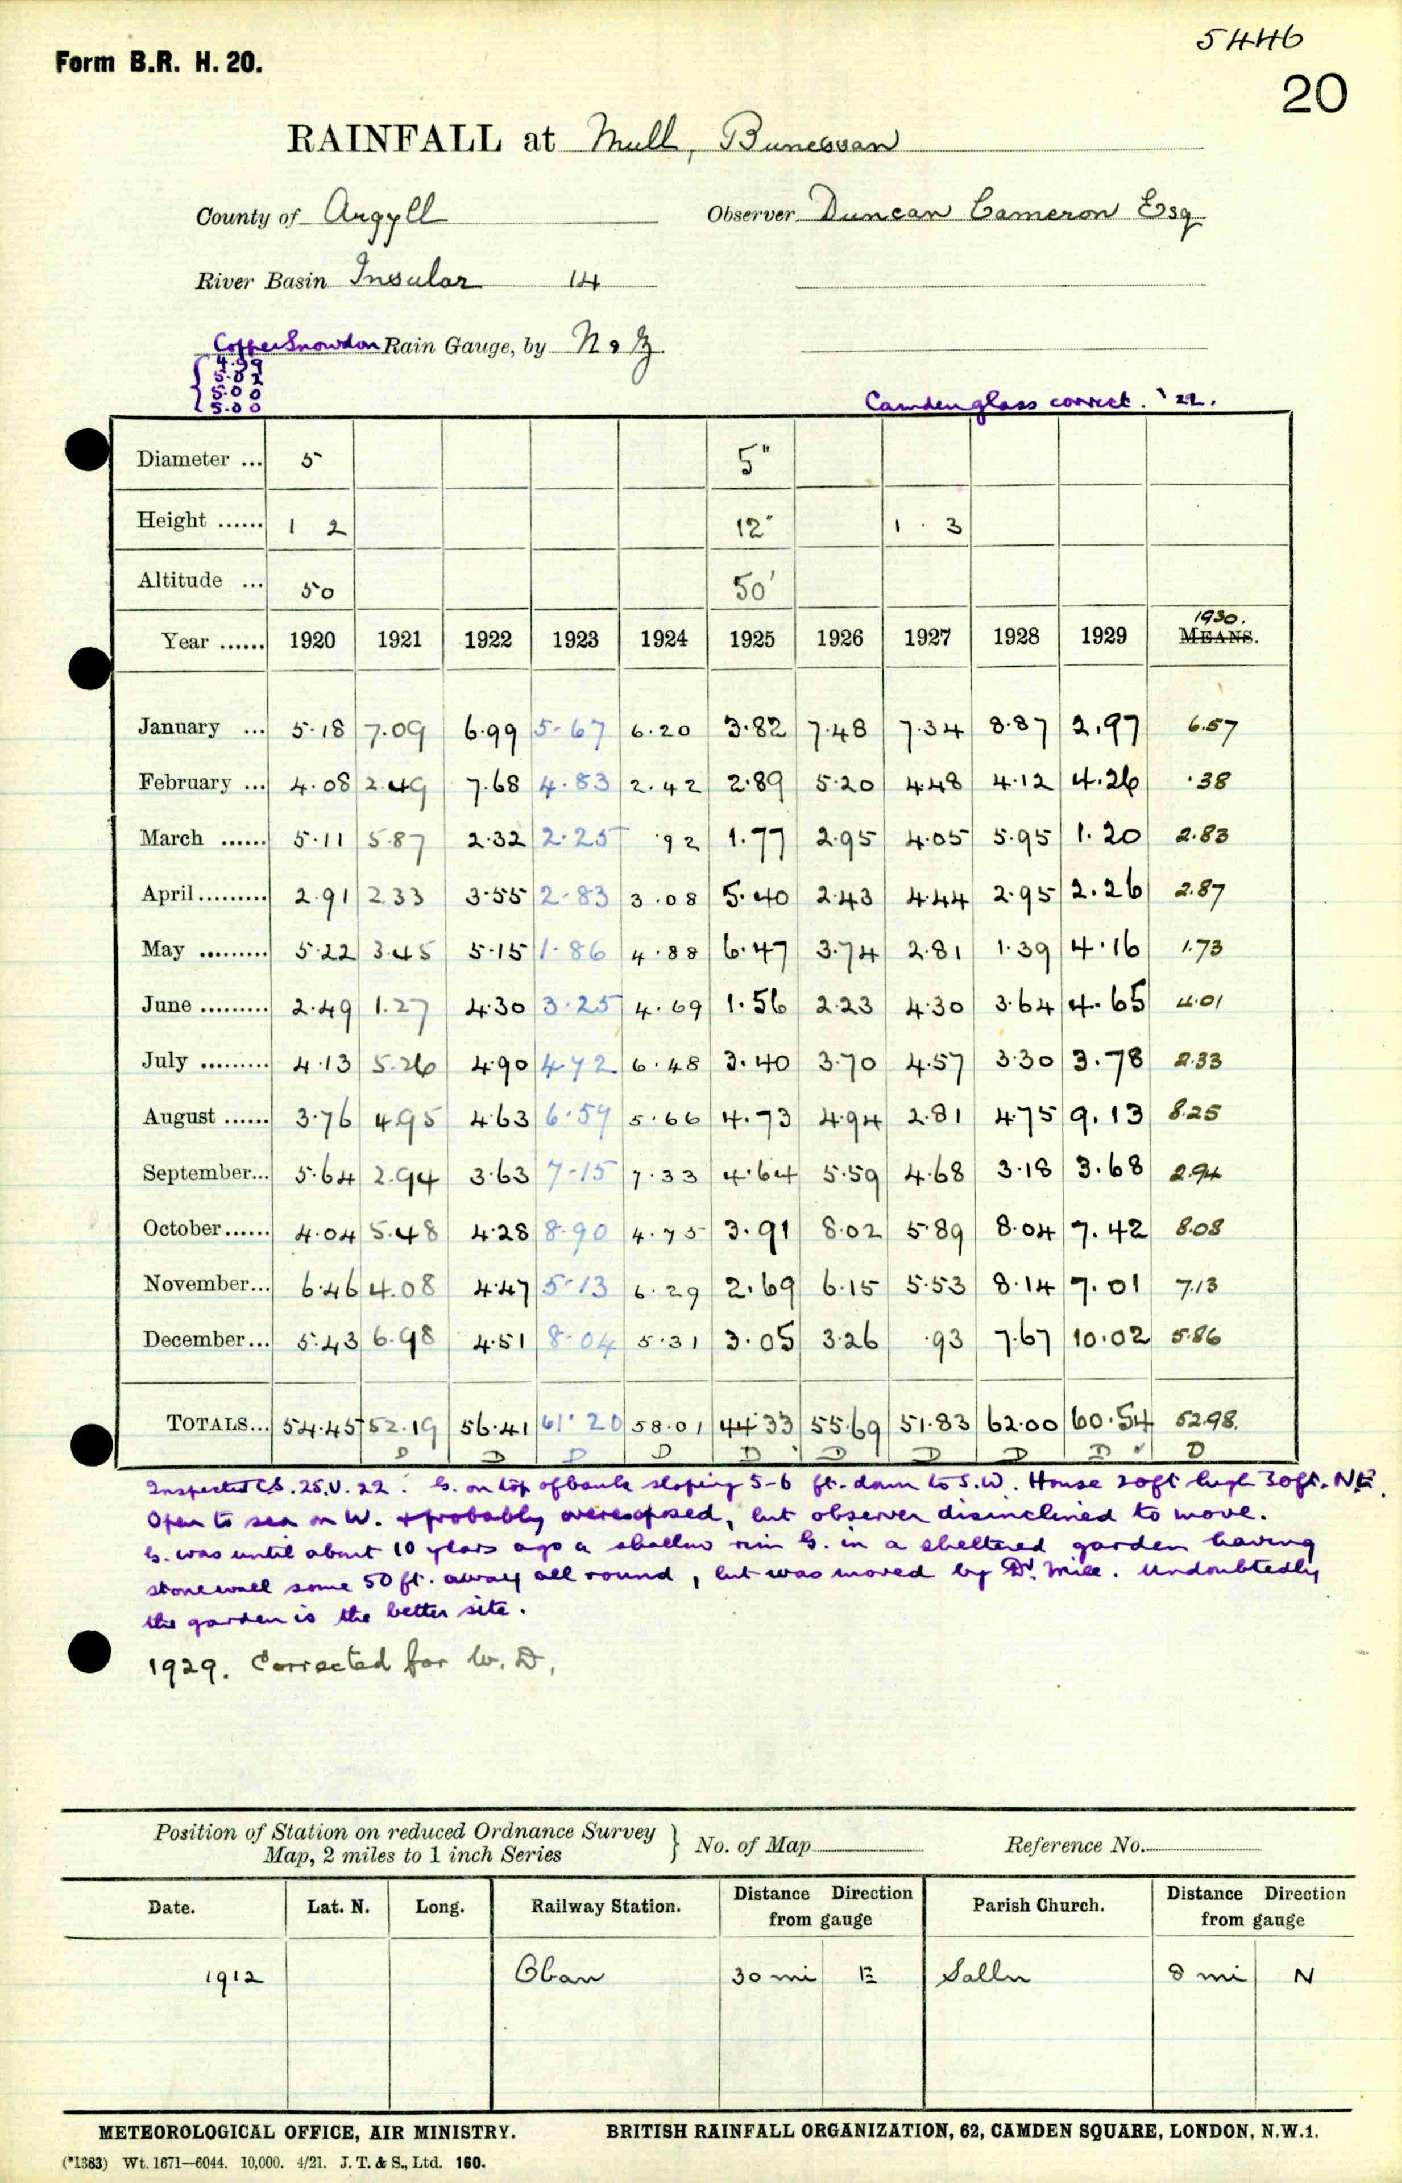 5446
Form B.R. H. 20.
20
RAINFALL at Mull, Bunessan
County of Argyll Observer Duncan Cameron Esq
River Basin Insular 14
Copper Snowdon Rain Gauge, by N & Z
4.99
5.02
5.00
5.00
Camden glass correct. '22.
Diameter ... 5 5"
Height ...... 1 2 12" 1 · 3
Altitude ... 50 50'
1930.
Year ...... 1920 1921 1922 1923 1924 1925 1926 1927 1928 1929 MEANS.
January ... 5.18 7.09 6.99 5.67 6.20 3.82 7.48 7.34 8.87 2.97 6.57
February ... 4.08 2.49 7.68 4.83 2.42 2.89 5.20 4.48 4.12 4.26 .38
March ...... 5.11 5.87 2.32 2.25 .92 1.77 2.95 4.05 5.95 1.20 2.83
April ......... 2.91 2.33 3.55 2.83 3.08 5.40 2.43 4.44 2.95 2.26 2.87
May ......... 5.22 3.45 5.15 1.86 4.88 6.47 3.74 2.81 1.39 4.16 1.73
June ......... 2.49 1.27 4.30 3.25 4.69 1.56 2.23 4.30 3.64 4.65 4.01
July ......... 4.13 5.26 4.90 4.72 6.48 3.40 3.70 4.57 3.30 3.78 2.33
August ...... 3.76 4.95 4.63 6.57 5.66 4.73 4.94 2.81 4.75 9.13 8.25
September... 5.64 2.94 3.63 7.15 7.33 4.64 5.59 4.68 3.18 3.68 2.94
October...... 4.04 5.48 4.28 8.90 4.75 3.91 8.02 5.89 8.04 7.42 8.08
November... 6.46 4.08 4.47 5.13 6.29 2.69 6.15 5.53 8.14 7.01 7.13
December... 5.43 6.98 4.51 8.04 5.31 3.05 3.26 .93 7.67 10.02 5.86
TOTALS... 54.45 52.19 56.41 61.20 58.01 44.33 55.69 51.83 62.00 60.54 52.98.
D D D D D D D D D D
Inspected C.S. 25.V.22. G. on top of bank sloping 5-6 ft. down to S.W. House 20ft high 30ft. NE.
Open to sea on W. & probably overexposed, but observer disinclined to move.
G. was until about 10 years ago a shallow rim G. in a sheltered garden having
stone wall some 50 ft. away all round, but was moved by Dr. Mill. Undoubtedly
the garden is the better site.
1929. Corrected for W. D.
Position of Station on reduced Ordnance Survey
Map, 2 miles to 1 inch Series } No. of Map Reference No.
Date. Lat. N. Long. Railway Station. Distance Direction from gauge Parish Church. Distance Direction from gauge
1912 Oban 30 mi E Sallen 8 mi N
METEOROLOGICAL OFFICE, AIR MINISTRY. BRITISH RAINFALL ORGANIZATION, 62, CAMDEN SQUARE, LONDON, N.W.1.
(*1383) Wt. 1671—6044. 10,000. 4/21. J. T. & S., Ltd. 160.